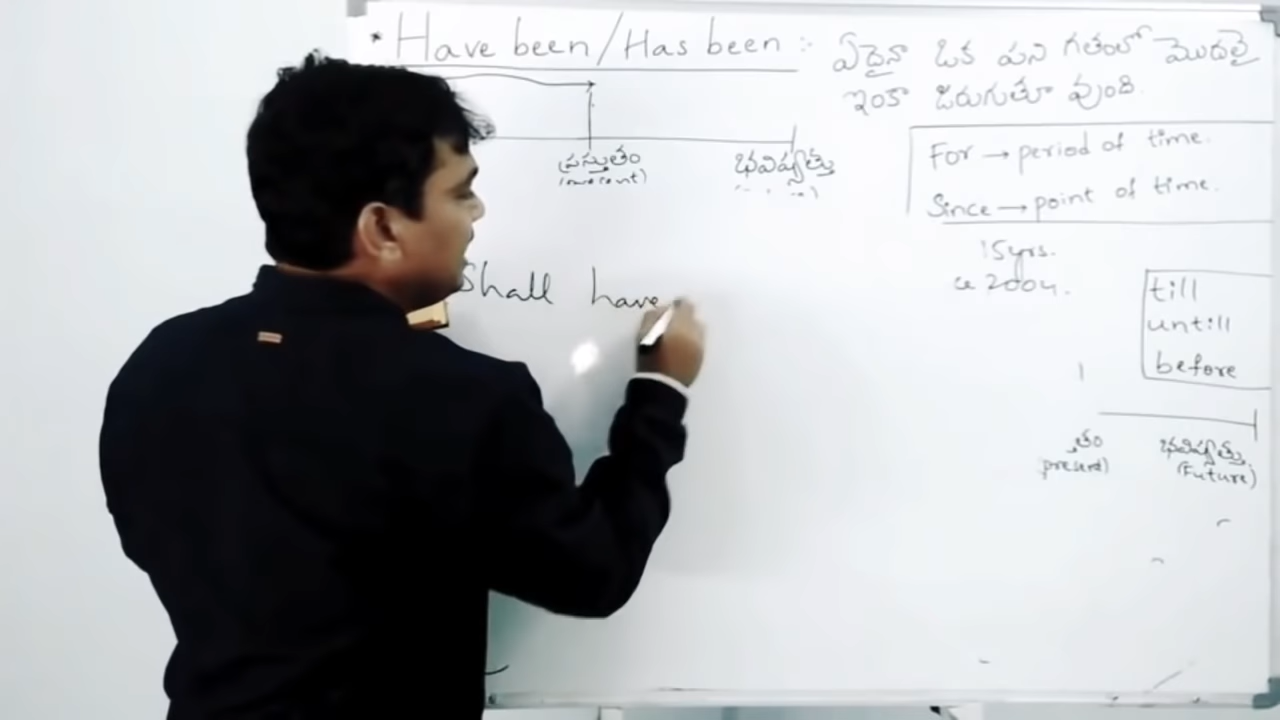 Have been / Has been :- ఏదైనా ఒక పని గతంలో మొదలై
ఇంకా జరుగుతూ వుంది.
ప్రస్తుతం
భవిష్యత్తు
For → period of time.
Since → point of time.
15yrs.
2004.
Shall have
till
until
before
భవిష్యత్తు
(present)
(Future)